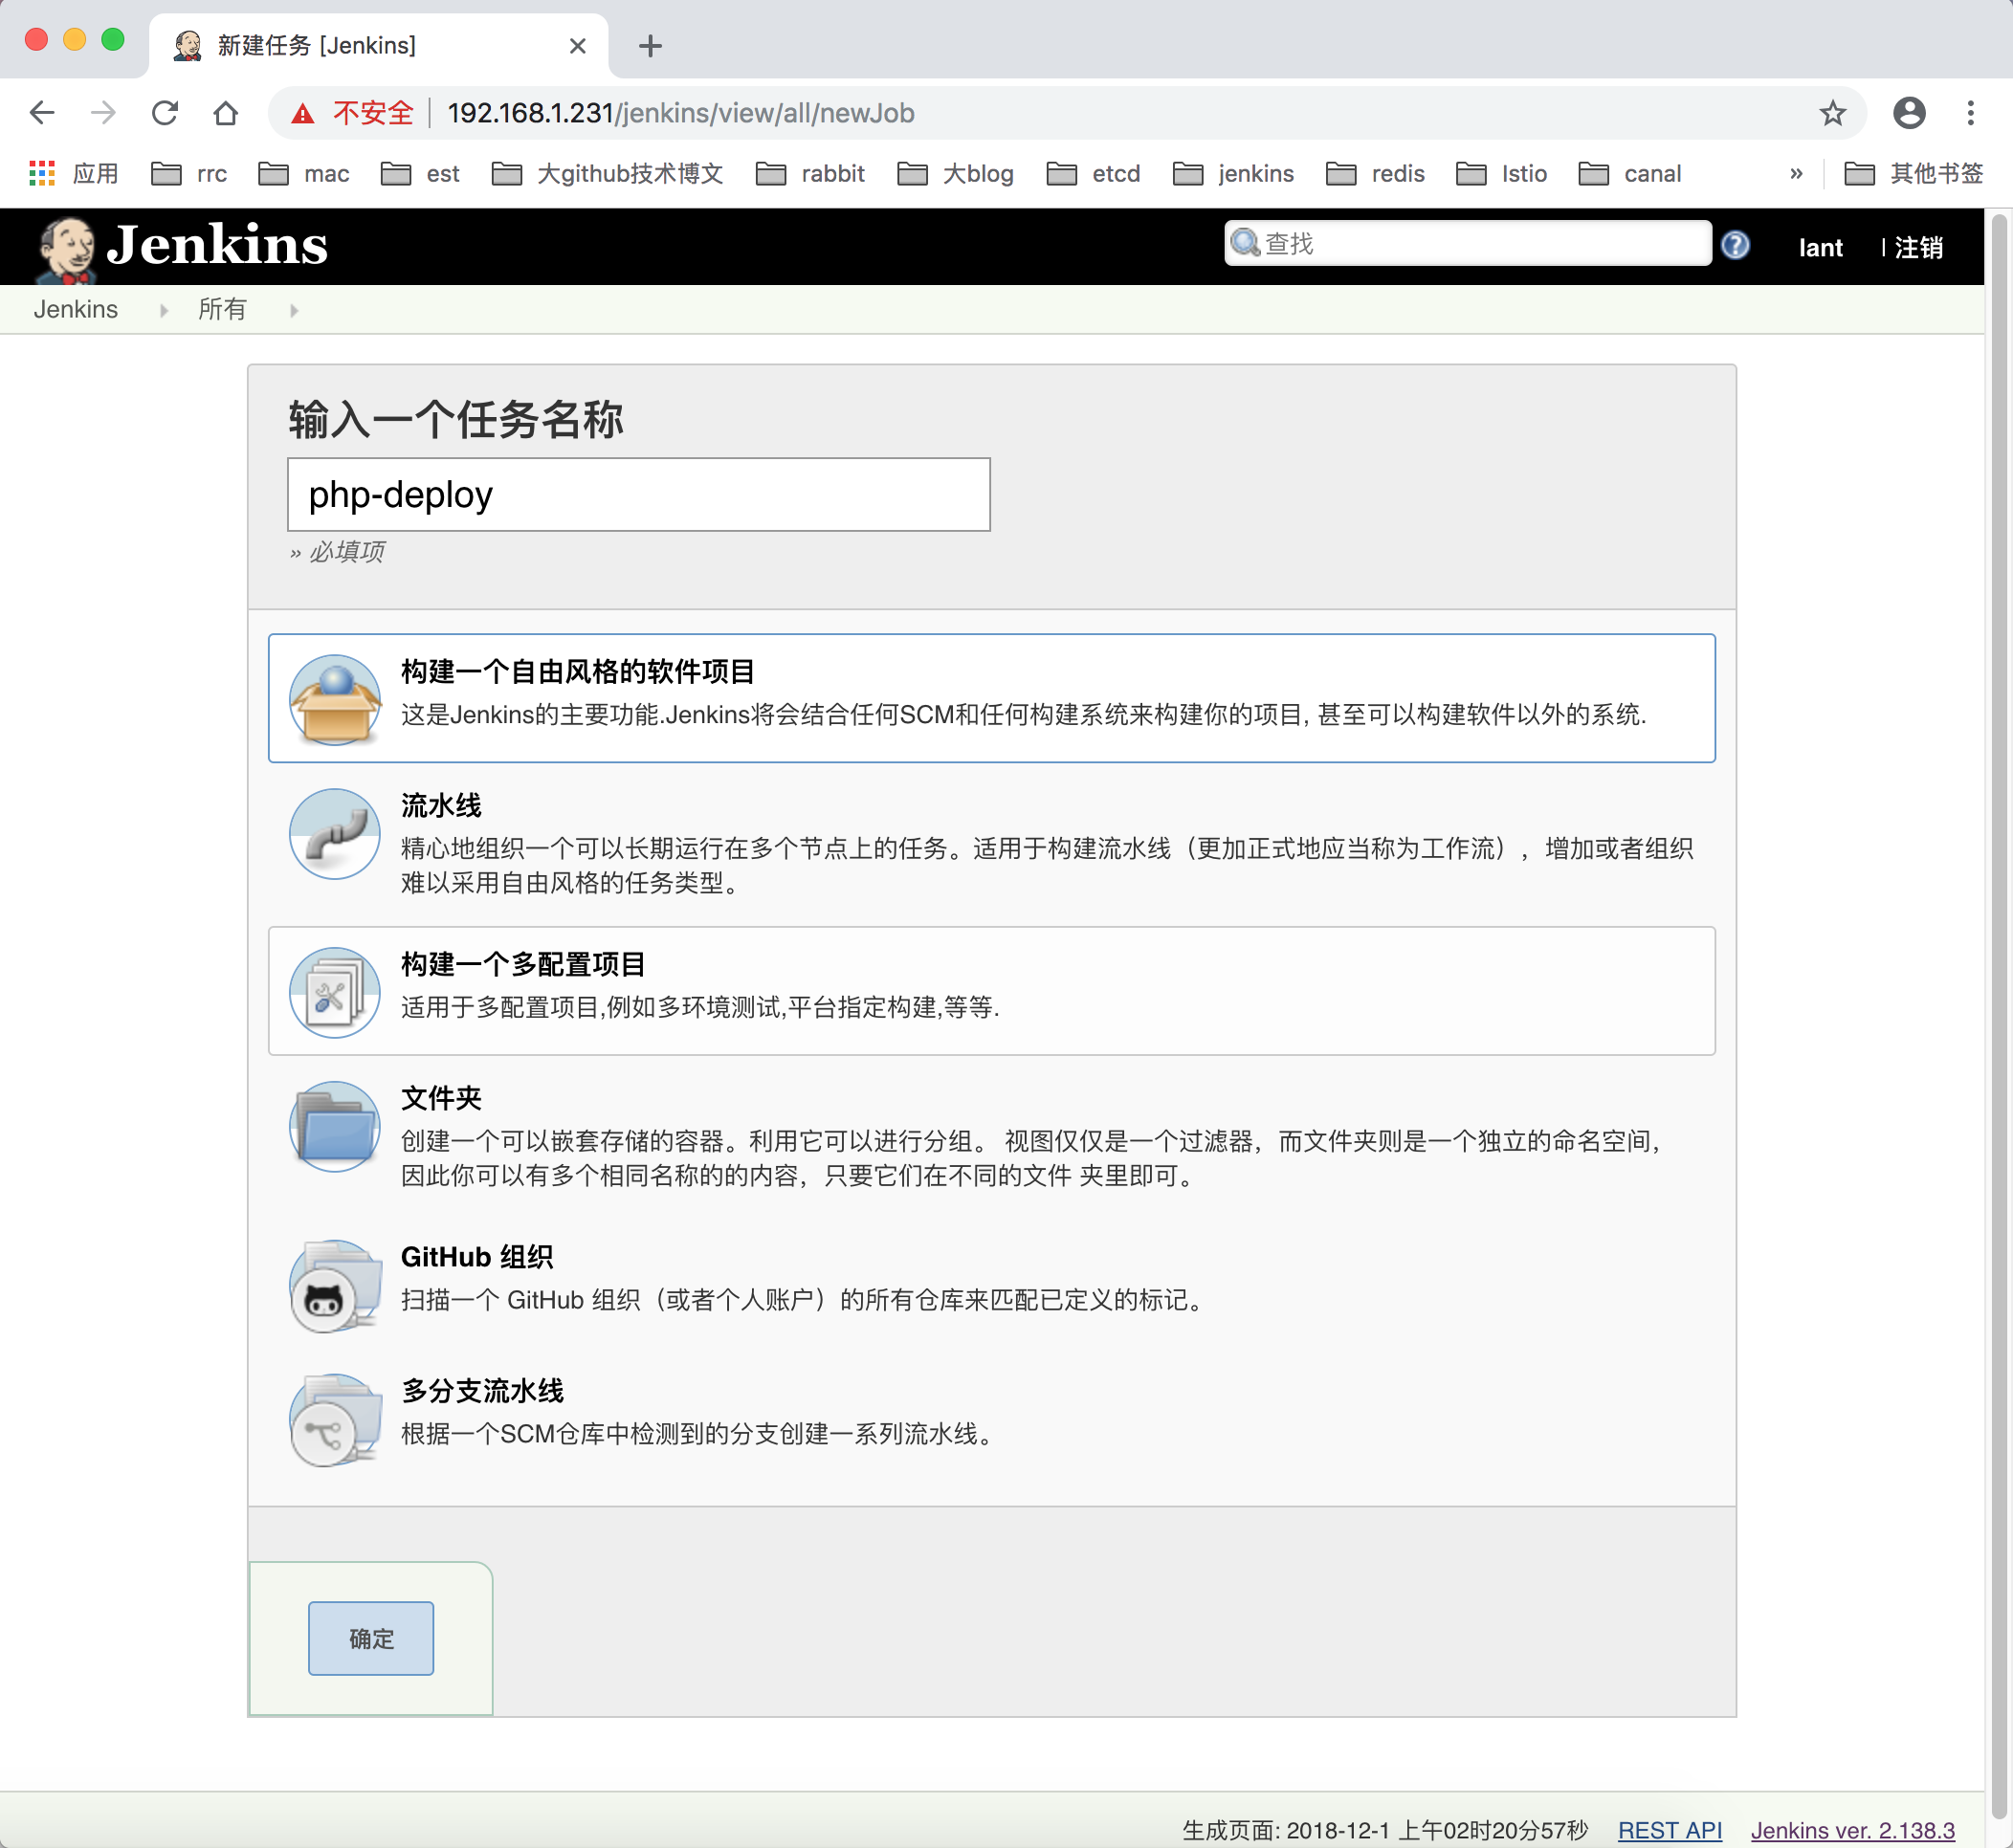 新建任务 [Jenkins]
不安全 192.168.1.231/jenkins/view/all/newJob
应用 rrc mac est 大github技术博文 rabbit 大blog etcd jenkins redis Istio canal » 其他书签
Jenkins 查找 lant | 注销
Jenkins 所有
输入一个任务名称
php-deploy
» 必填项
构建一个自由风格的软件项目
这是Jenkins的主要功能.Jenkins将会结合任何SCM和任何构建系统来构建你的项目, 甚至可以构建软件以外的系统.
流水线
精心地组织一个可以长期运行在多个节点上的任务。适用于构建流水线（更加正式地应当称为工作流），增加或者组织
难以采用自由风格的任务类型。
构建一个多配置项目
适用于多配置项目,例如多环境测试,平台指定构建,等等.
文件夹
创建一个可以嵌套存储的容器。利用它可以进行分组。 视图仅仅是一个过滤器，而文件夹则是一个独立的命名空间，
因此你可以有多个相同名称的的内容，只要它们在不同的文件 夹里即可。
GitHub 组织
扫描一个 GitHub 组织（或者个人账户）的所有仓库来匹配已定义的标记。
多分支流水线
根据一个SCM仓库中检测到的分支创建一系列流水线。
确定
生成页面: 2018-12-1 上午02时20分57秒 REST API Jenkins ver. 2.138.3